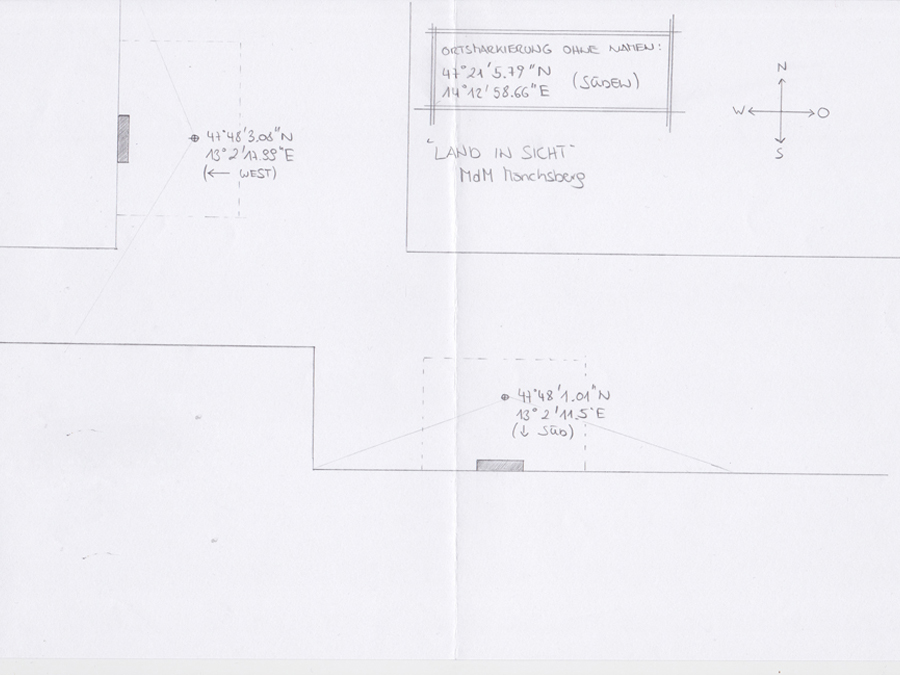 ORTSMARKIERUNG OHNE NAMEN:
47°21'5.79"N
14°12'58.66"E
(SÜDEN)
"LAND IN SICHT"
MdM Mönchsberg
N
W O
S
47°48'3.08"N
13°2'17.99"E
(← WEST)
47°48'1.01"N
13°2'11.5"E
(↓ SÜD)